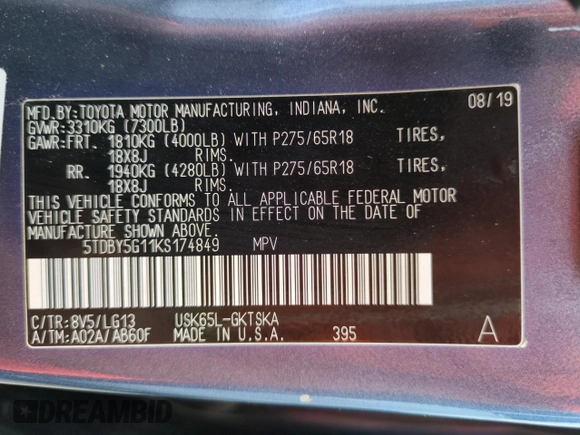 MFD.BY:TOYOTA MOTOR MANUFACTURING, INDIANA, INC. 08/19
GVWR:3310KG (7300LB)
GAWR:FRT. 1810KG (4000LB) WITH P275/65R18 TIRES,
18X8J RIMS.
RR. 1940KG (4280LB) WITH P275/65R18 TIRES,
18X8J RIMS.
THIS VEHICLE CONFORMS TO ALL APPLICABLE FEDERAL MOTOR
VEHICLE SAFETY STANDARDS IN EFFECT ON THE DATE OF
MANUFACTURE SHOWN ABOVE.
5TDBY5G11KS174849 MPV
C/TR:8V5/LG13 USK65L-GKTSKA
A/TM:A02A/AB60F MADE IN U.S.A. 395 A
DREAMBID